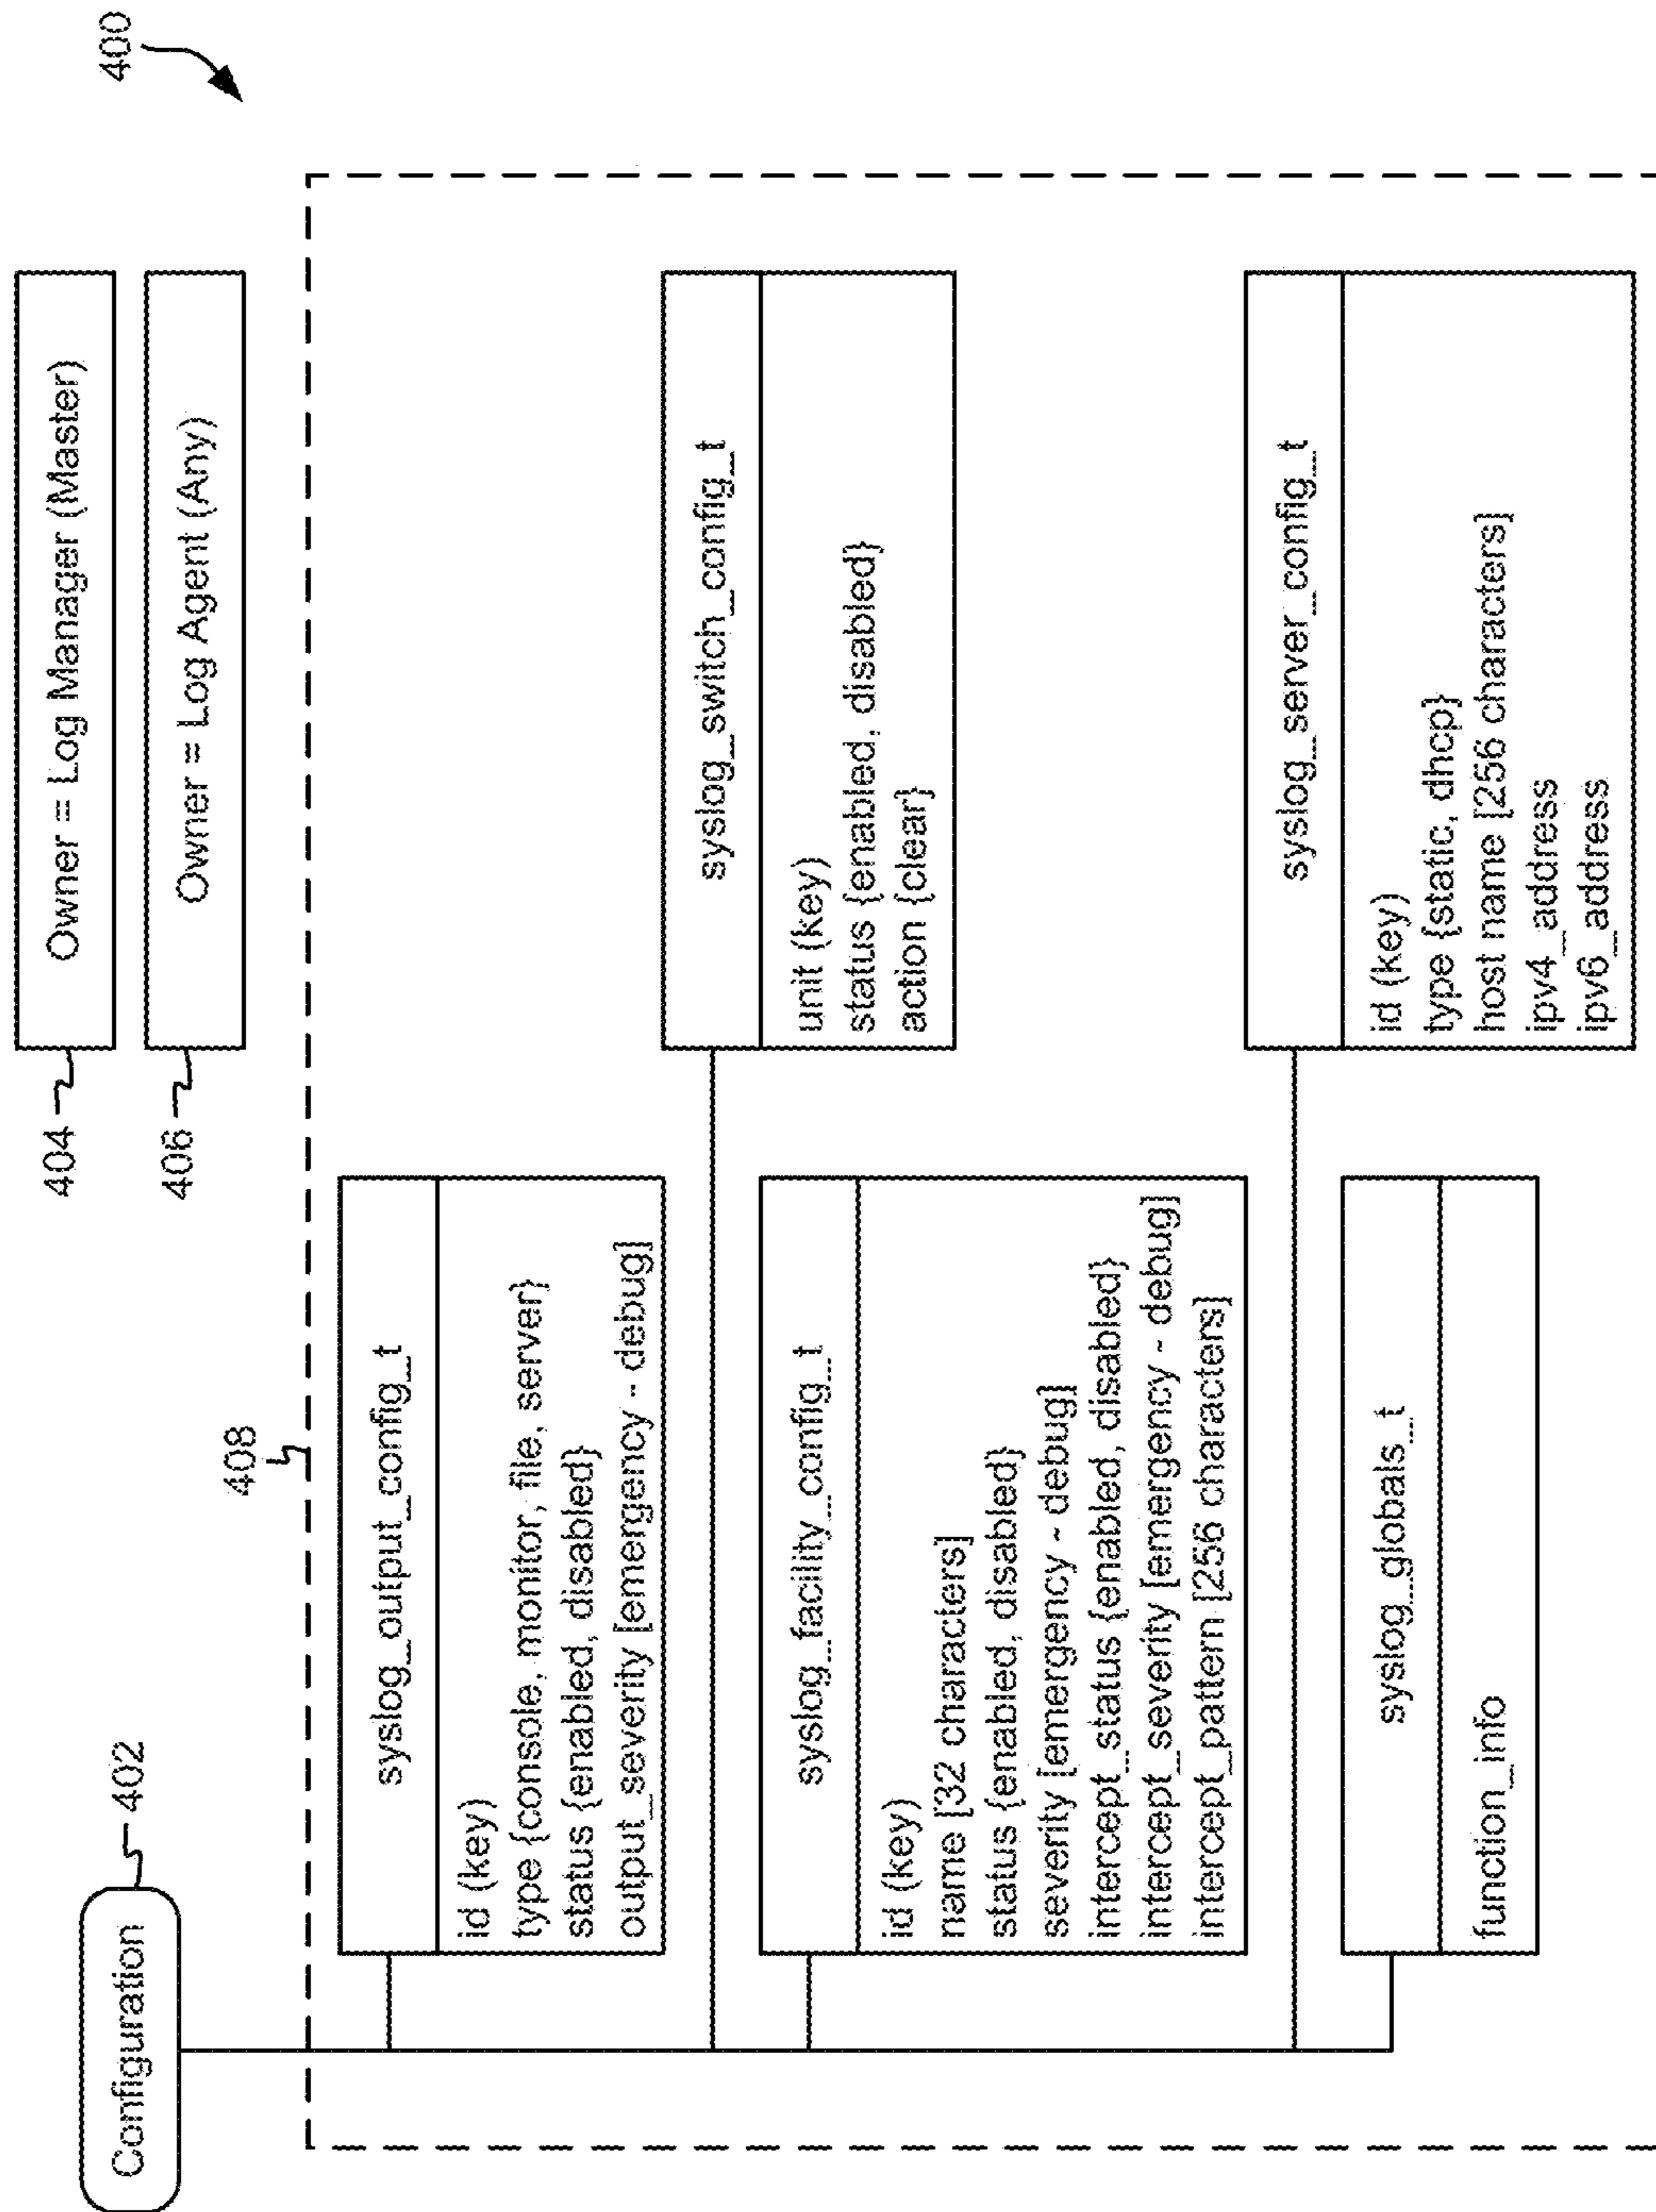 400
Configuration
402
404
Owner = Log Manager (Master)
406
Owner = Log Agent (Any)
408
syslog_output_config_t
id (key)
type {console, monitor, file, server}
status {enabled, disabled}
output_severity [emergency - debug]
syslog_switch_config_t
unit (key)
status {enabled, disabled}
action {clear}
syslog_facility_config_t
id (key)
name [32 characters]
status {enabled, disabled}
severity [emergency - debug]
intercept_status {enabled, disabled}
intercept_severity [emergency - debug]
intercept_pattern [256 characters]
syslog_server_config_t
id (key)
type {static, dhcp}
host name [256 characters]
ipv4_address
ipv6_address
syslog_globals_t
function_info